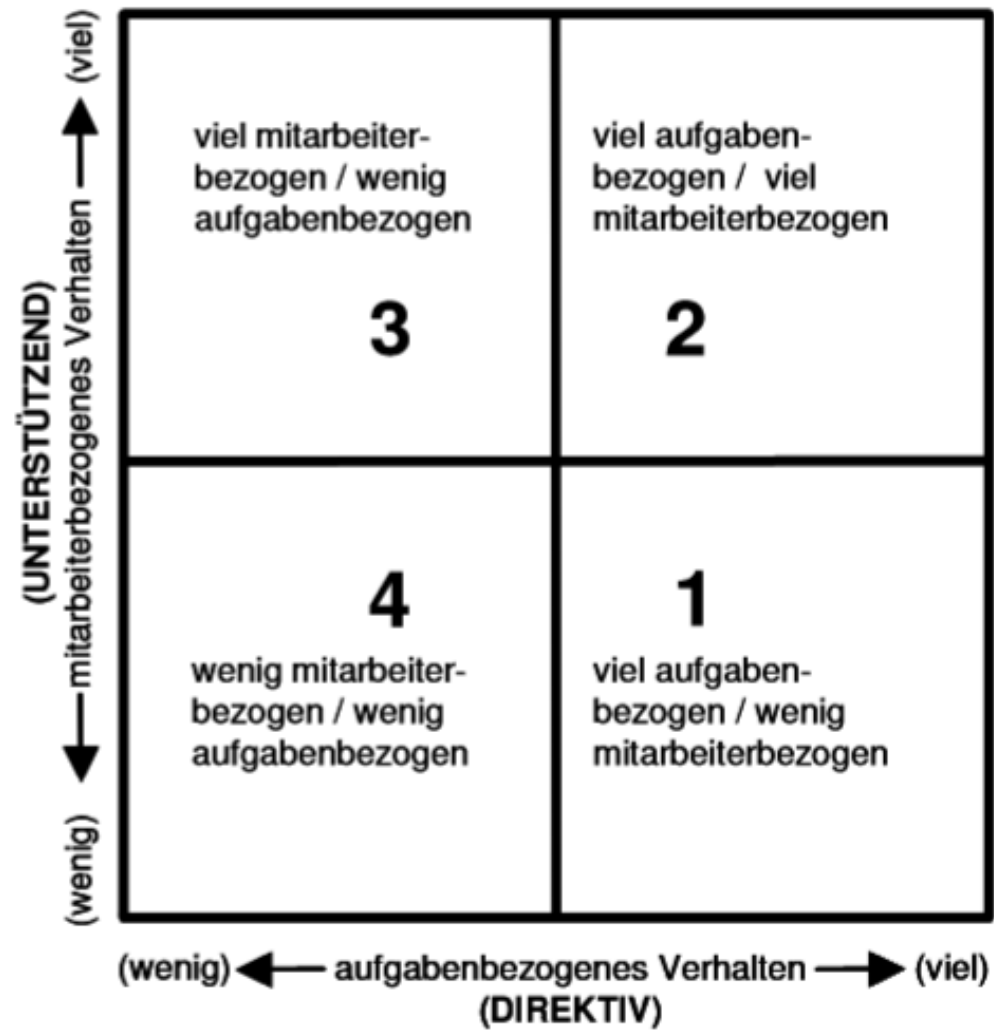 (UNTERSTÜTZEND)
(wenig) mitarbeiterbezogenes Verhalten (viel)
viel mitarbeiter-
bezogen / wenig
aufgabenbezogen
3
viel aufgaben-
bezogen / viel
mitarbeiterbezogen
2
4
wenig mitarbeiter-
bezogen / wenig
aufgabenbezogen
1
viel aufgaben-
bezogen / wenig
mitarbeiterbezogen
(wenig) aufgabenbezogenes Verhalten (viel)
(DIREKTIV)